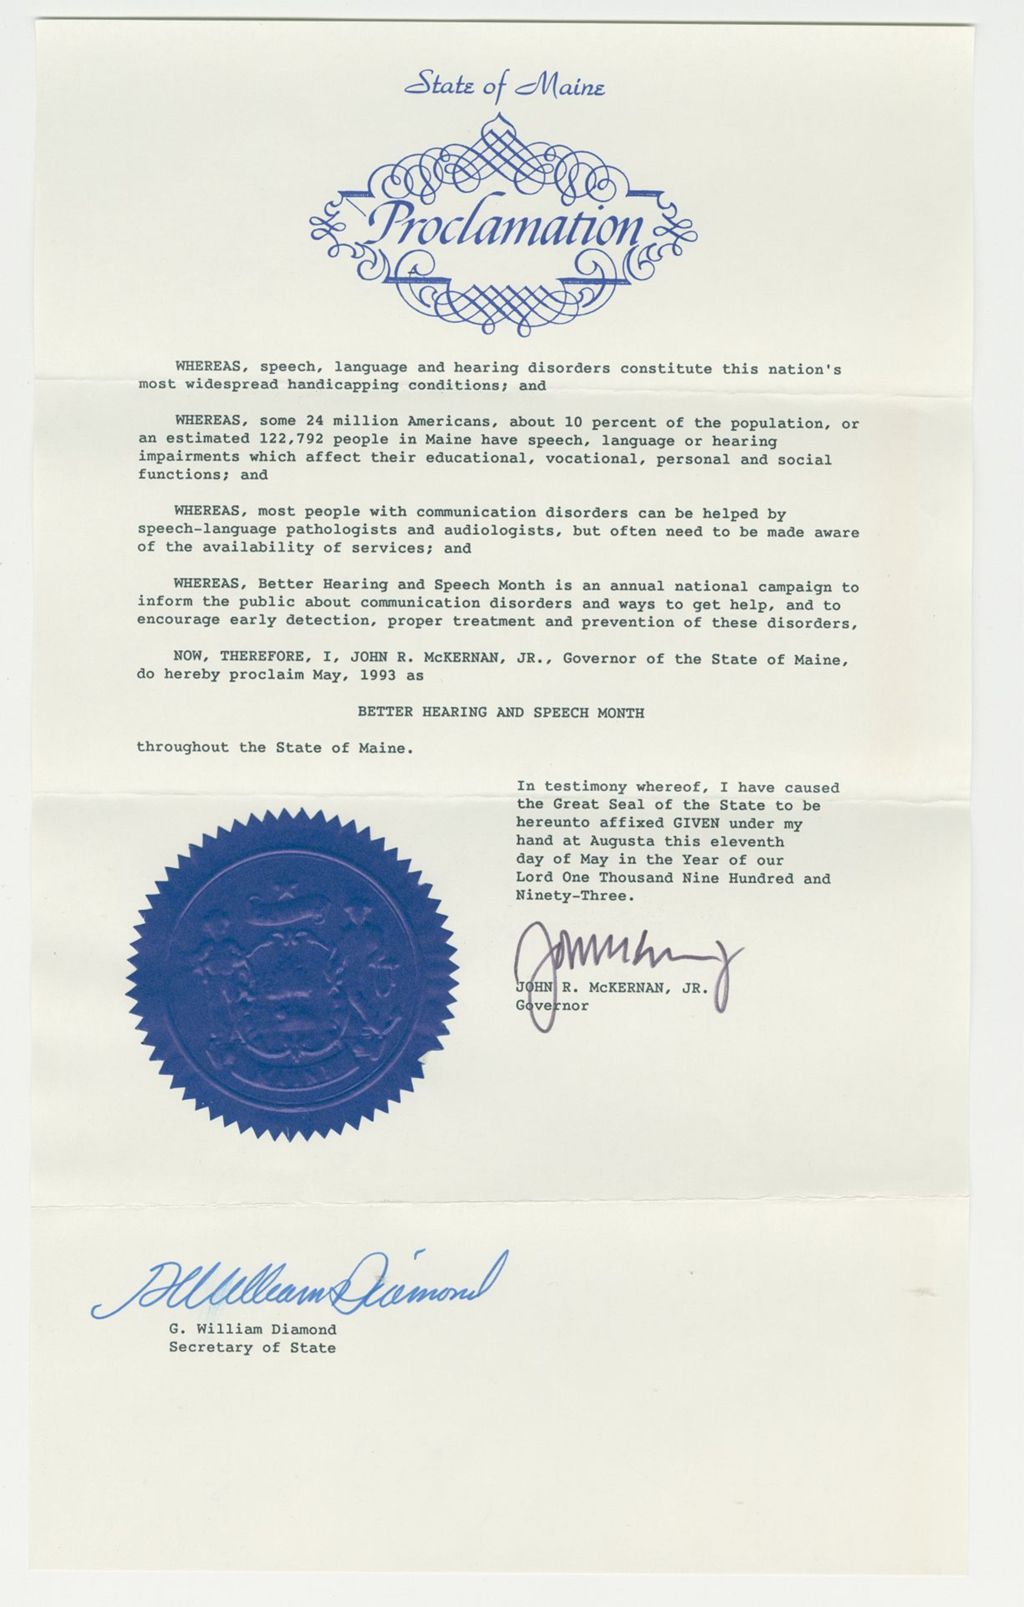 State of Maine
Proclamation
WHEREAS, speech, language and hearing disorders constitute this nation's
most widespread handicapping conditions; and
WHEREAS, some 24 million Americans, about 10 percent of the population, or
an estimated 122,792 people in Maine have speech, language or hearing
impairments which affect their educational, vocational, personal and social
functions; and
WHEREAS, most people with communication disorders can be helped by
speech-language pathologists and audiologists, but often need to be made aware
of the availability of services; and
WHEREAS, Better Hearing and Speech Month is an annual national campaign to
inform the public about communication disorders and ways to get help, and to
encourage early detection, proper treatment and prevention of these disorders,
NOW, THEREFORE, I, JOHN R. McKERNAN, JR., Governor of the State of Maine,
do hereby proclaim May, 1993 as
BETTER HEARING AND SPEECH MONTH
throughout the State of Maine.
In testimony whereof, I have caused
the Great Seal of the State to be
hereunto affixed GIVEN under my
hand at Augusta this eleventh
day of May in the Year of our
Lord One Thousand Nine Hundred and
Ninety-Three.
JOHN R. McKERNAN, JR.
Governor
G William Diamond
G. William Diamond
Secretary of State